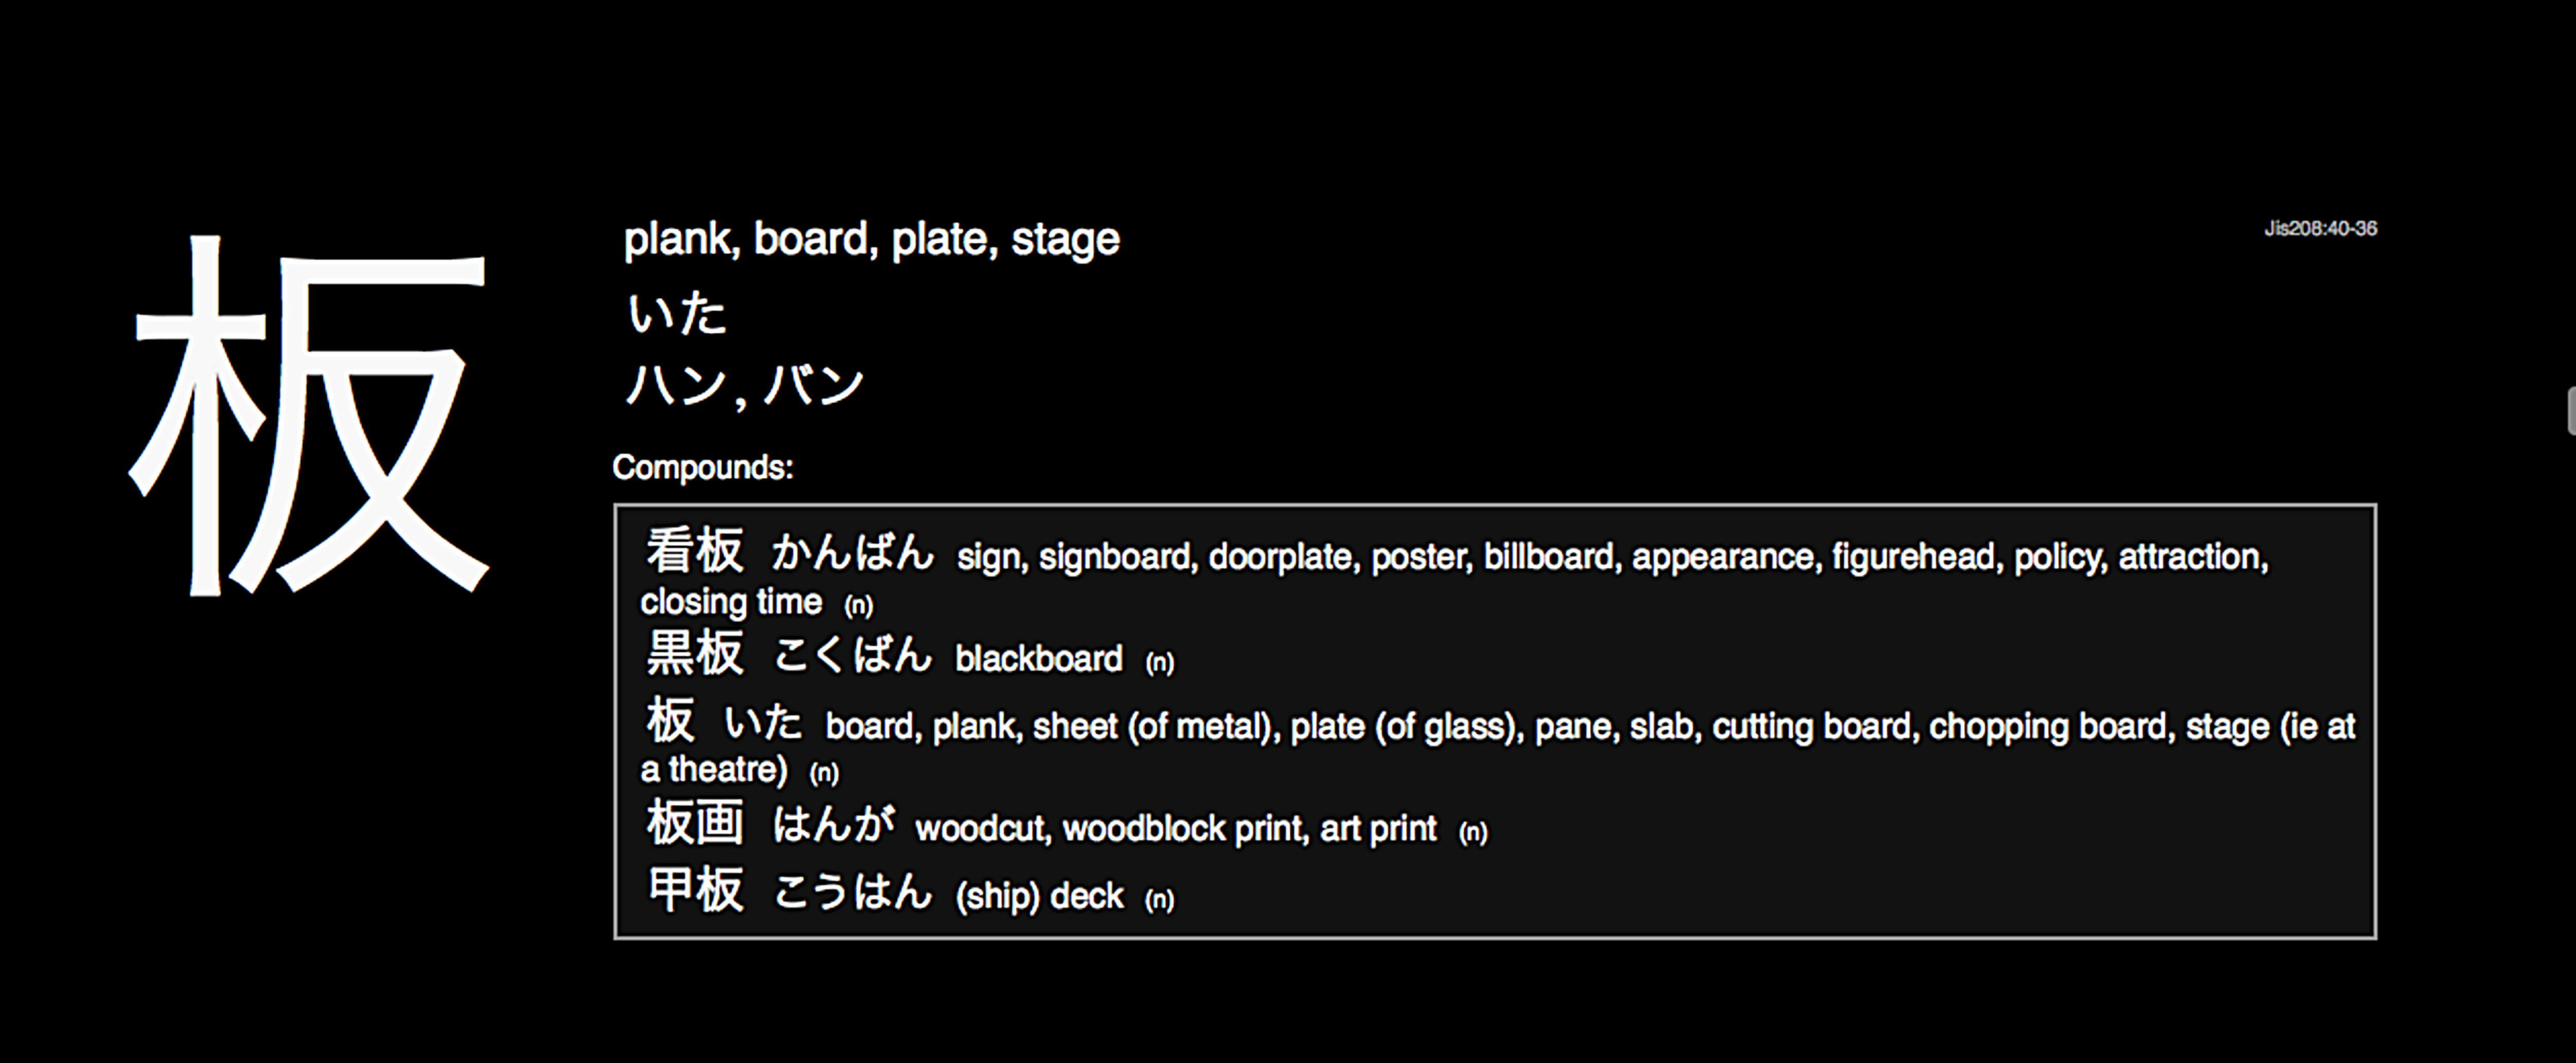 板
plank, board, plate, stage
Jis208:40-36
いた
ハン, バン
Compounds:
看板 かんばん sign, signboard, doorplate, poster, billboard, appearance, figurehead, policy, attraction,
closing time (n)
黒板 こくばん blackboard (n)
板 いた board, plank, sheet (of metal), plate (of glass), pane, slab, cutting board, chopping board, stage (ie at
a theatre) (n)
板画 はんが woodcut, woodblock print, art print (n)
甲板 こうはん (ship) deck (n)